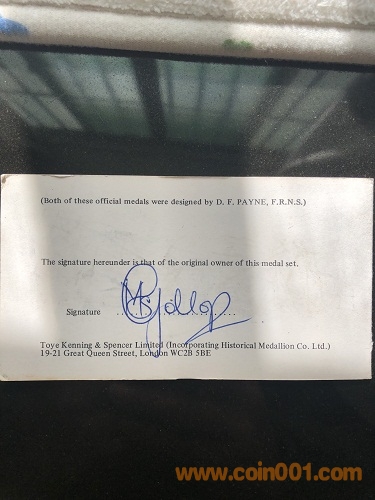 (Both of these official medals were designed by D. F. PAYNE, F.R.N.S.)
The signature hereunder is that of the original owner of this medal set.
Signature ....................
Toye Kenning & Spencer Limited (Incorporating Historical Medallion Co. Ltd.)
19-21 Great Queen Street, London WC2B 5BE
www.coin001.com